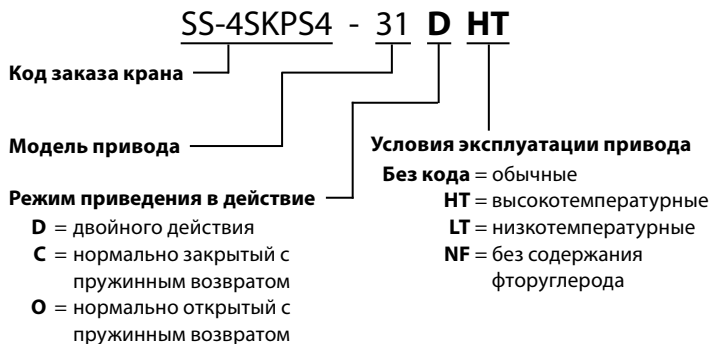 SS-4SKPS4 - 31 D HT
Код заказа крана
Модель привода
Режим приведения в действие
D = двойного действия
C = нормально закрытый с
пружинным возвратом
O = нормально открытый с
пружинным возвратом
Условия эксплуатации привода
Без кода = обычные
HT = высокотемпературные
LT = низкотемпературные
NF = без содержания
фторуглерода